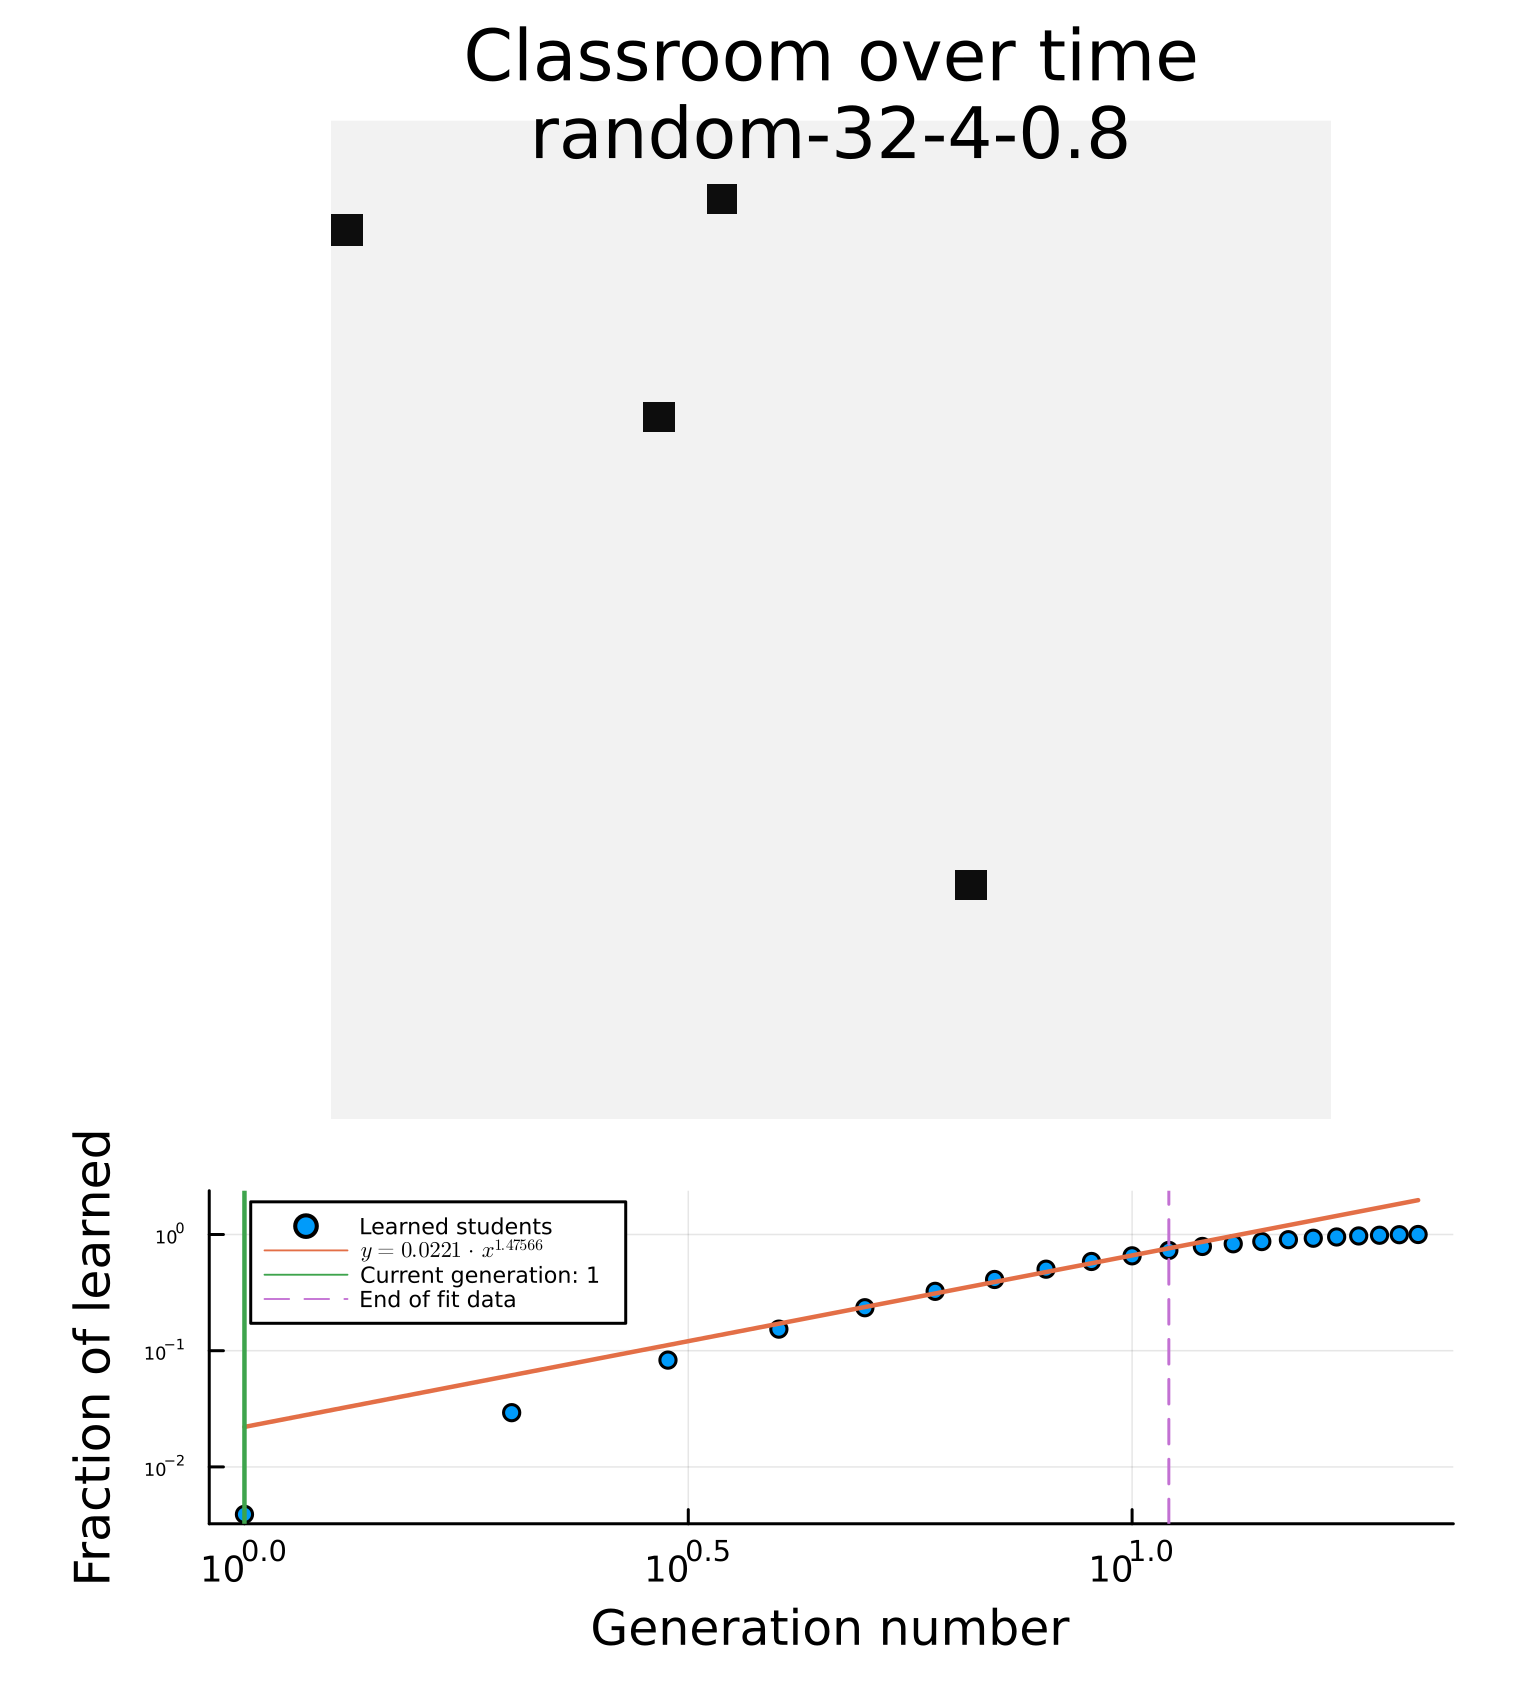 Classroom over time
random-32-4-0.8
Fraction of learned
10⁰
10⁻¹
10⁻²
Learned students
y = 0.0221 · x^1.47566
Current generation: 1
End of fit data
10^0.0
10^0.5
10^1.0
Generation number